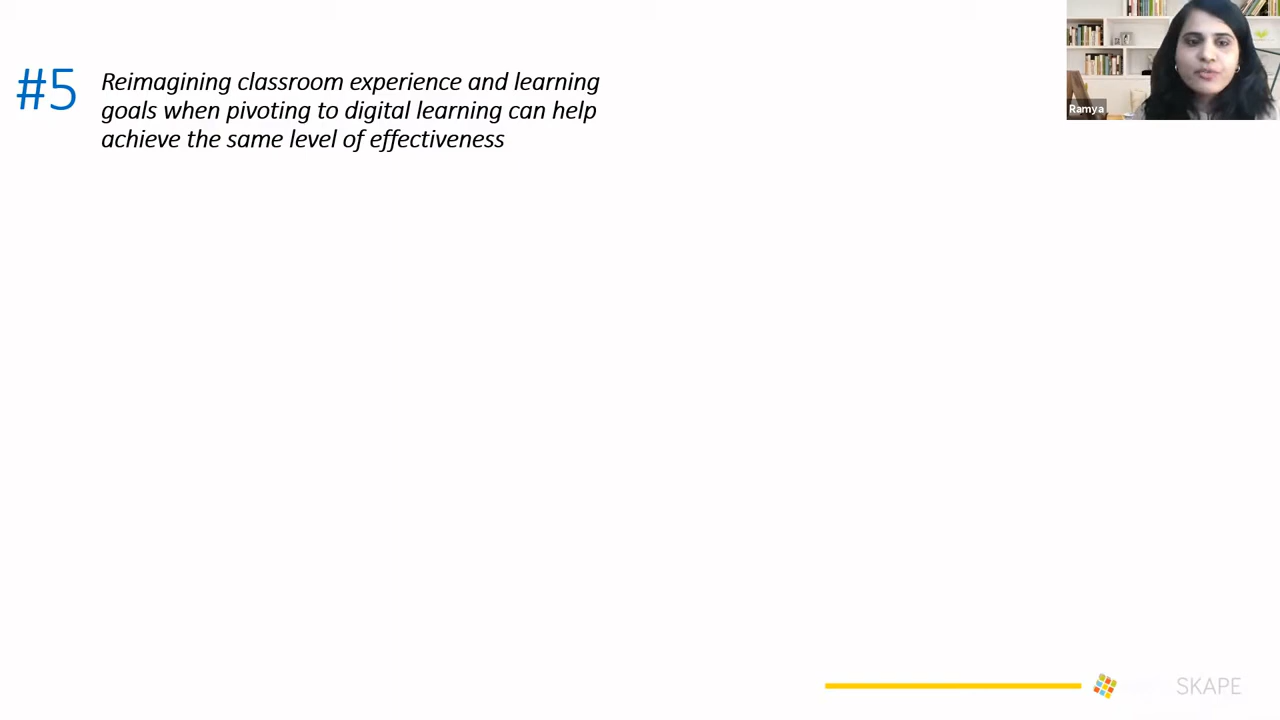 #5
Reimagining classroom experience and learning
goals when pivoting to digital learning can help
achieve the same level of effectiveness
Ramya
SKAPE